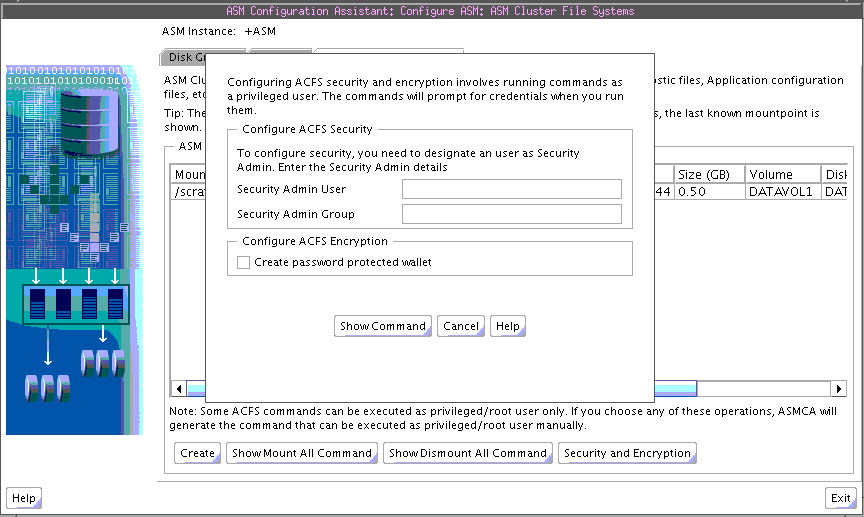 ASM Configuration Assistant: Configure ASM: ASM Cluster File Systems
ASM Instance: +ASM
Disk Gr
ASM Clu
ostic files, Application configuration
files, etc
Tip: The
s, the last known mountpoint is
shown.
ASM
Moun
Size (GB)
Volume
Disk
/scrat
44
0.50
DATAVOL1
DAT
Configuring ACFS security and encryption involves running commands as
a privileged user. The commands will prompt for credentials when you run
them.
Configure ACFS Security
To configure security, you need to designate an user as Security
Admin. Enter the Security Admin details
Security Admin User
Security Admin Group
Configure ACFS Encryption
Create password protected wallet
Show Command
Cancel
Help
Note: Some ACFS commands can be executed as privileged/root user only. If you choose any of these operations, ASMCA will
generate the command that can be executed as privileged/root user manually.
Create
Show Mount All Command
Show Dismount All Command
Security and Encryption
Help
Exit